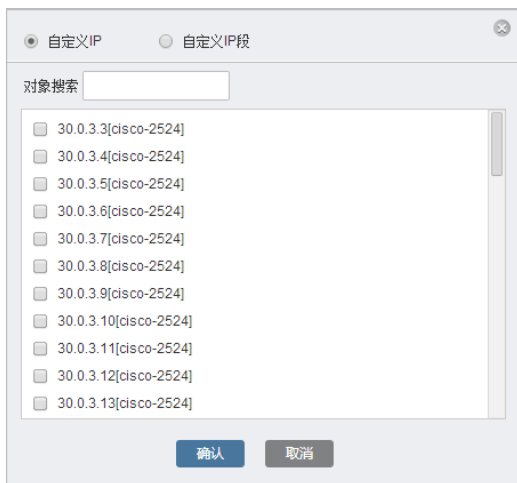 自定义IP 自定义IP段
对象搜索
30.0.3.3[cisco-2524]
30.0.3.4[cisco-2524]
30.0.3.5[cisco-2524]
30.0.3.6[cisco-2524]
30.0.3.7[cisco-2524]
30.0.3.8[cisco-2524]
30.0.3.9[cisco-2524]
30.0.3.10[cisco-2524]
30.0.3.11[cisco-2524]
30.0.3.12[cisco-2524]
30.0.3.13[cisco-2524]
确认 取消